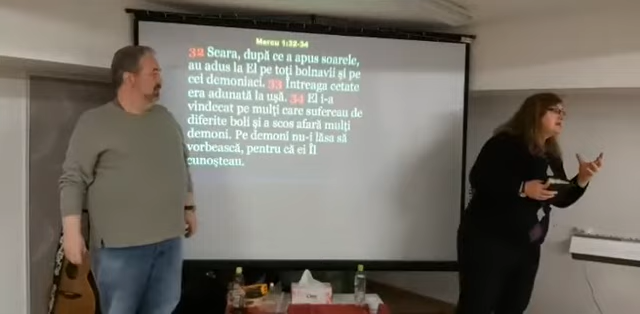 Marcu 1:32-34
32 Seara, după ce a apus soarele,
au adus la El pe toți bolnavii și pe
cei demoniaci. 33 Întreaga cetate
era adunată la ușă. 34 El i-a
vindecat pe mulți care sufereau de
diferite boli și a scos afară mulți
demoni. Pe demoni nu-i lăsa să
vorbească, pentru că ei Îl
cunoșteau.